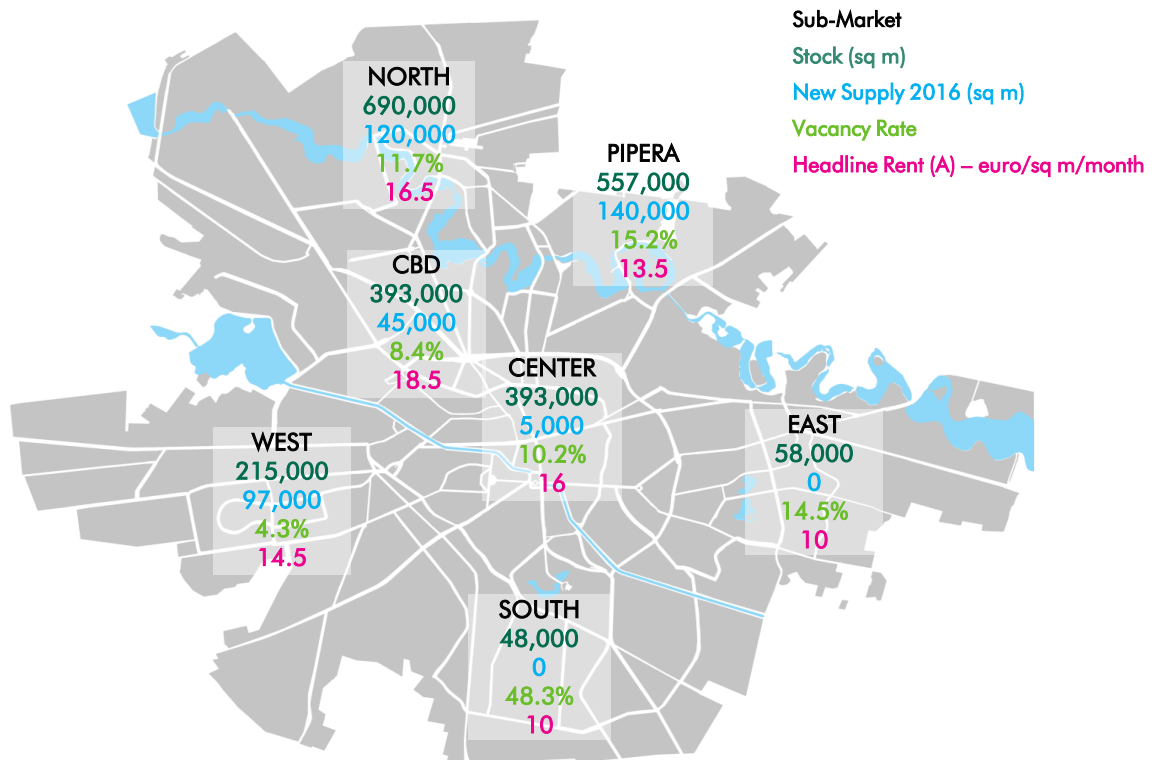 Sub-Market
Stock (sq m)
New Supply 2016 (sq m)
Vacancy Rate
Headline Rent (A) – euro/sq m/month
NORTH
690,000
120,000
11.7%
16.5
PIPERA
557,000
140,000
15.2%
13.5
CBD
393,000
45,000
8.4%
18.5
CENTER
393,000
5,000
10.2%
16
WEST
215,000
97,000
4.3%
14.5
EAST
58,000
0
14.5%
10
SOUTH
48,000
0
48.3%
10